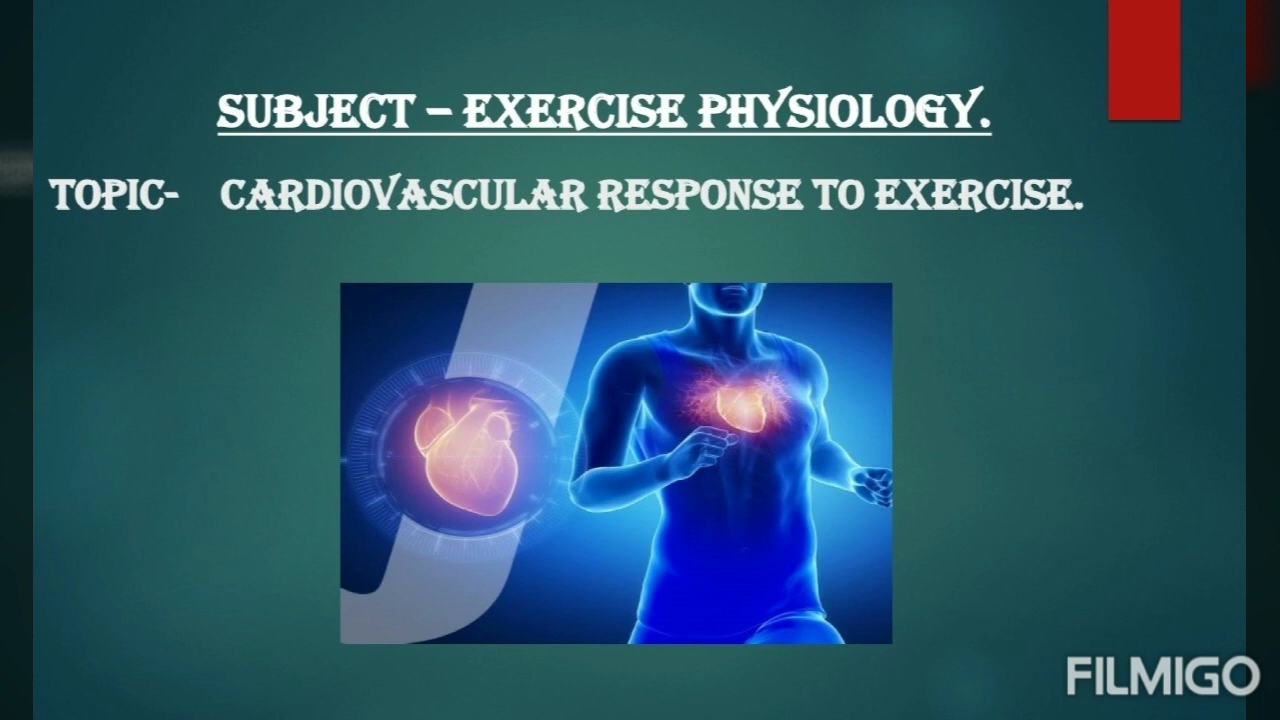 SUBJECT – EXERCISE PHYSIOLOGY.
TOPIC- CARDIOVASCULAR RESPONSE TO EXERCISE.
FILMIGO